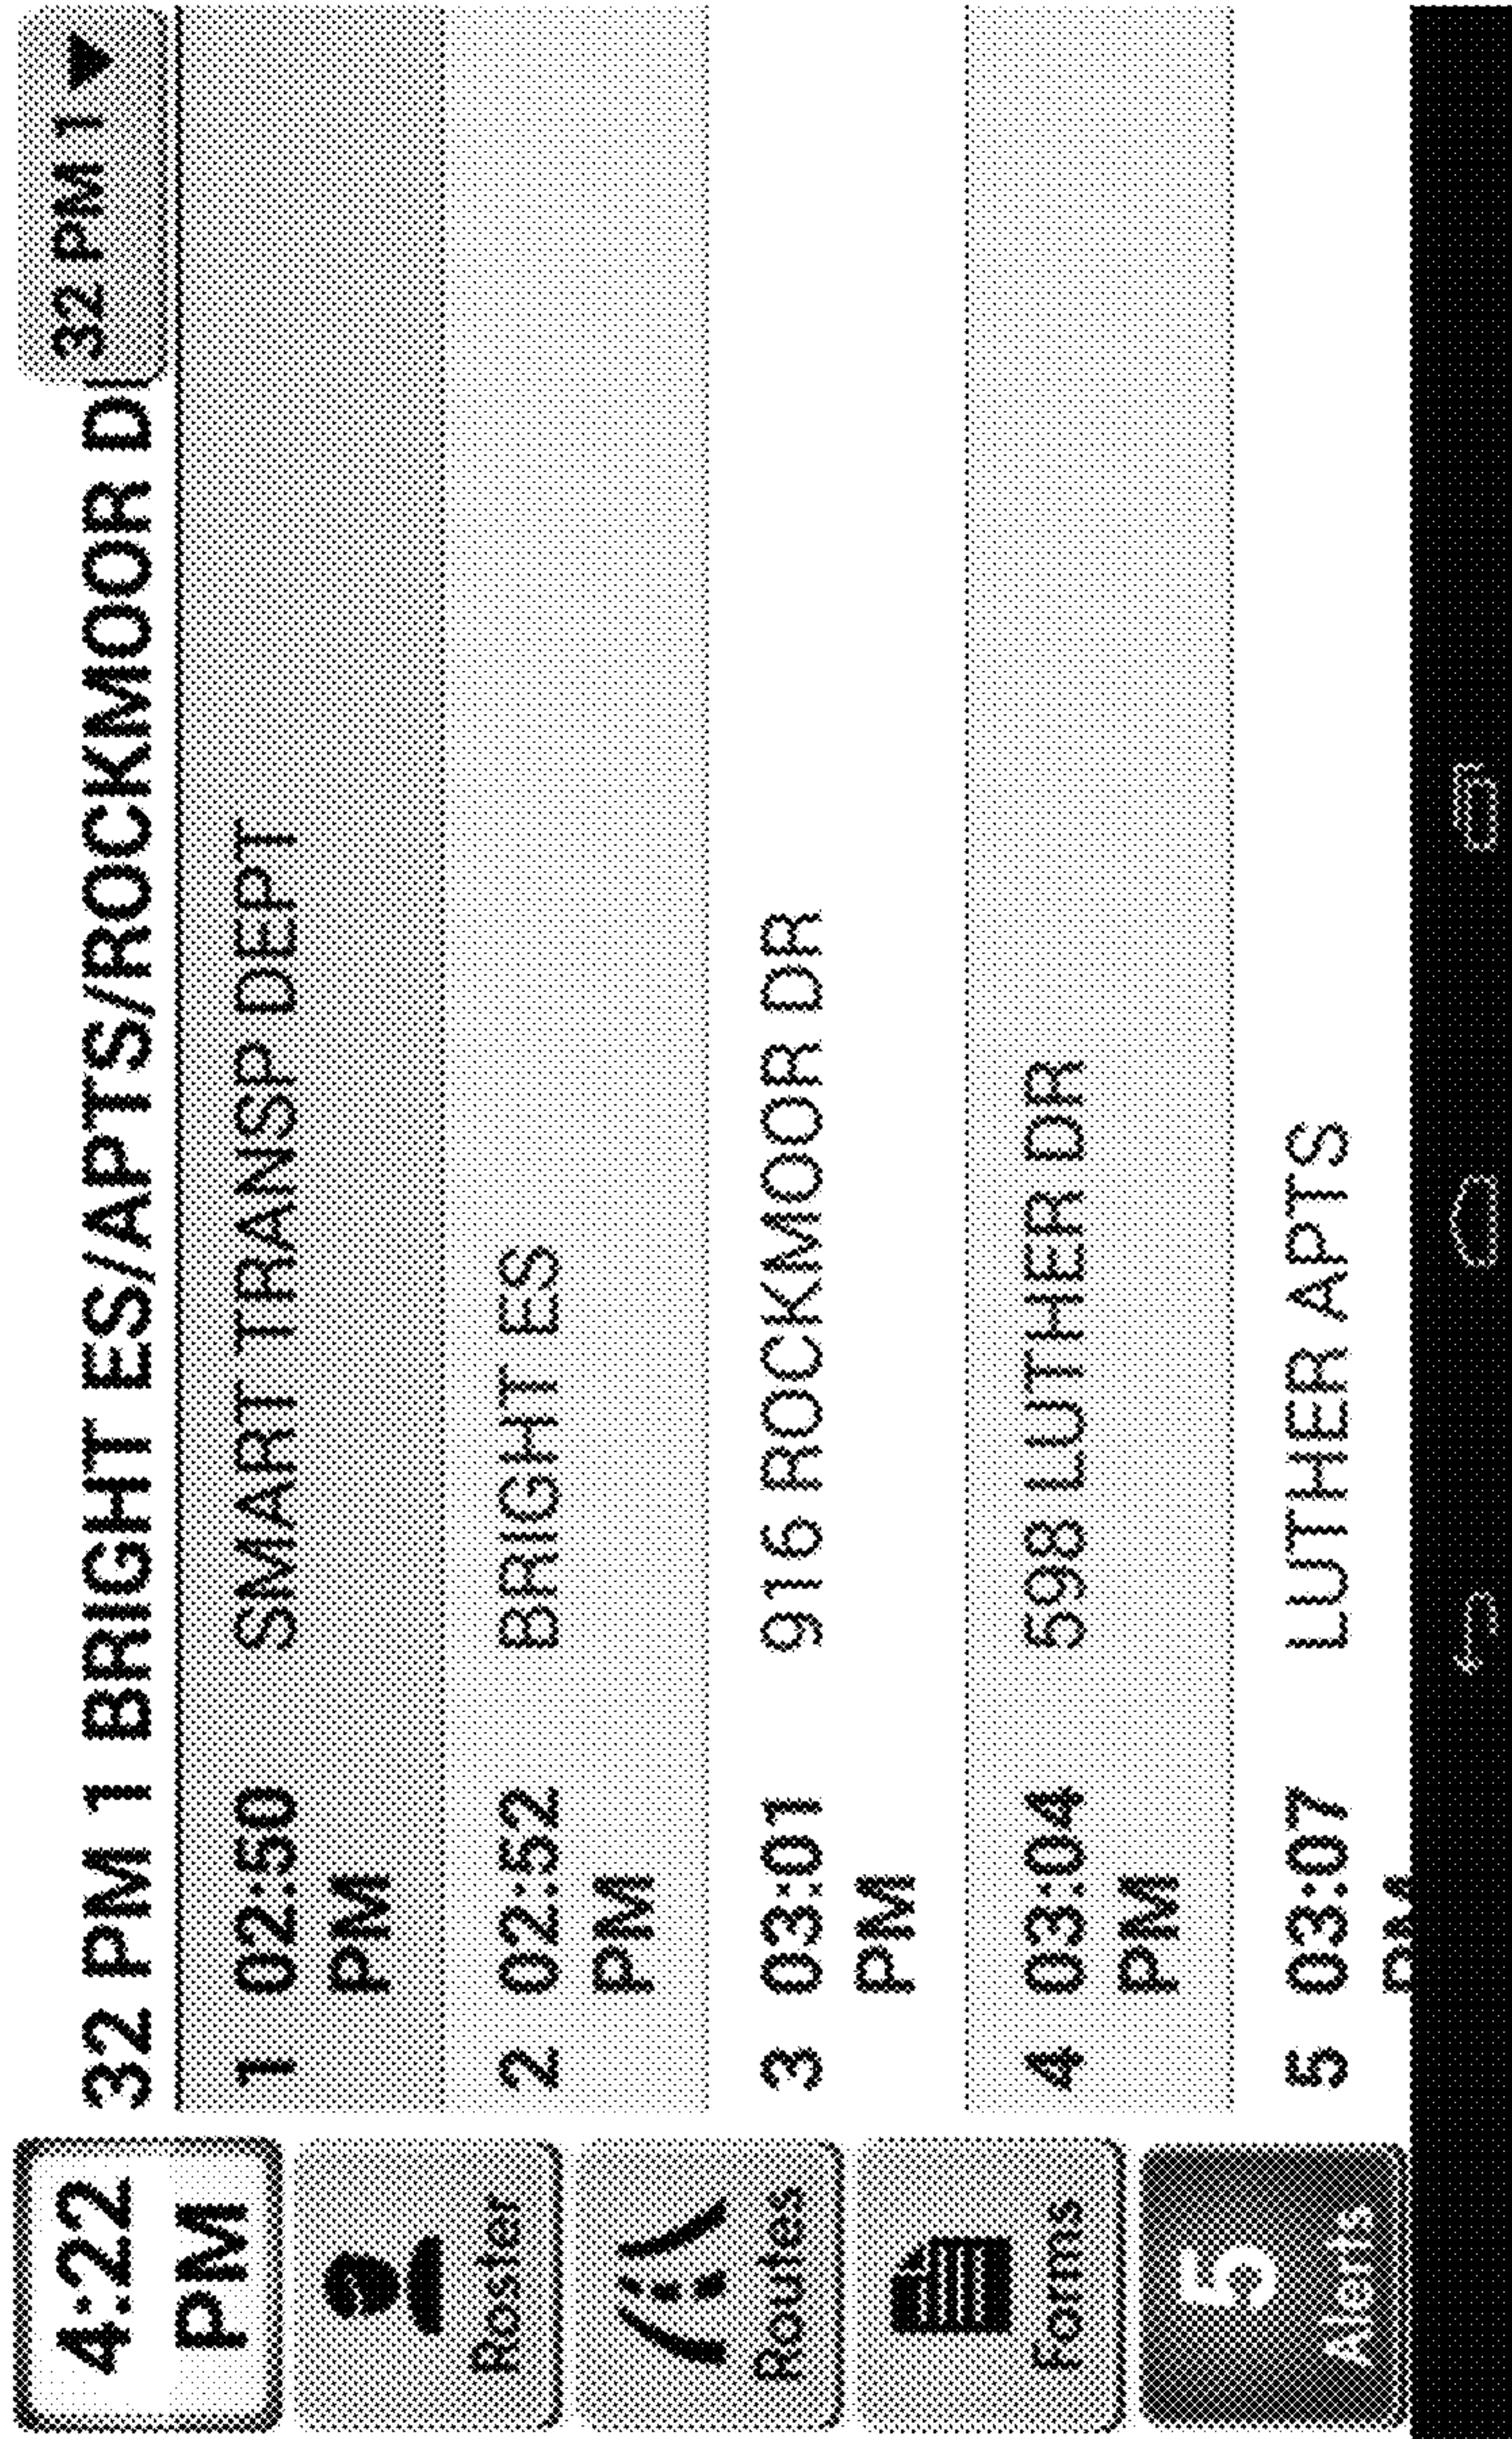 4:22
PM
Roster
Routes
Forms
5
Alerts
32 PM 1 BRIGHT ES/APTS/ROCKMOOR D
32 PM 1
1 02:50 SMART TRANSP DEPT
PM
2 02:52 BRIGHT ES
PM
3 03:01 916 ROCKMOOR DR
PM
4 03:04 598 LUTHER DR
PM
5 03:07 LUTHER APTS
PM